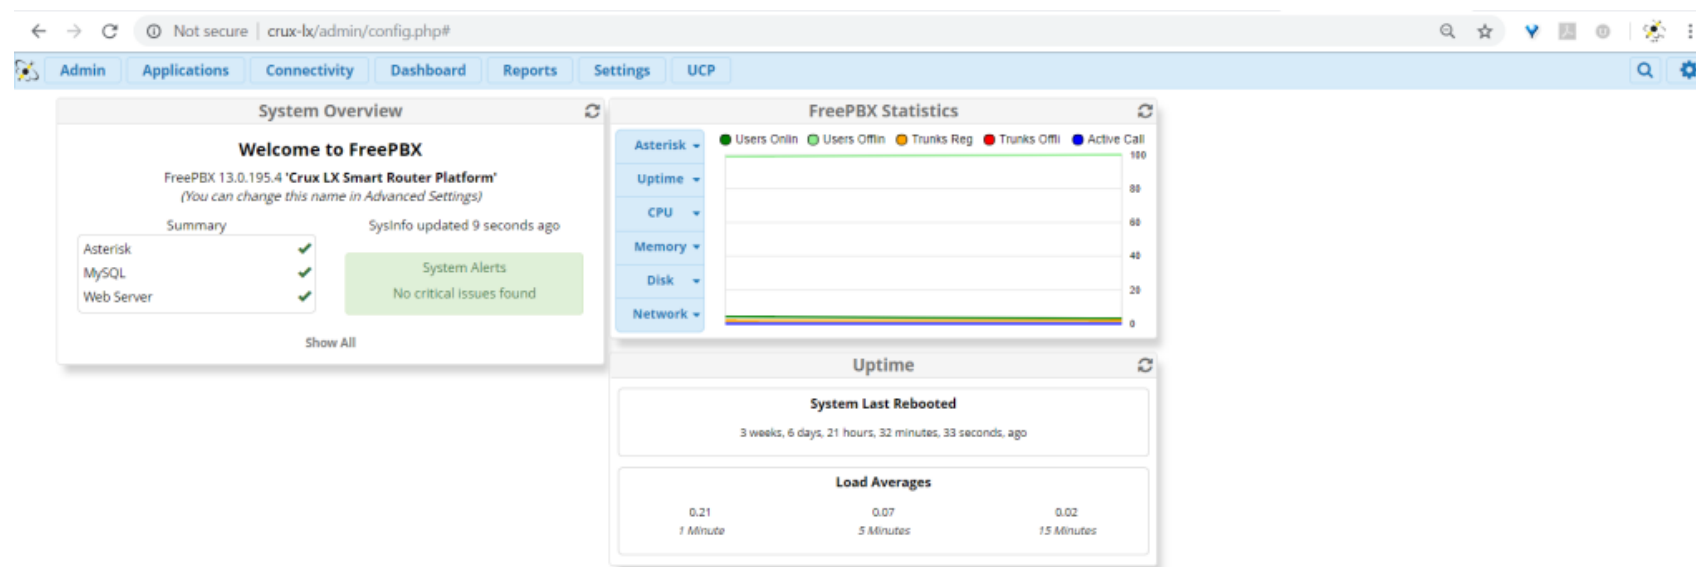 Not secure | crux-lx/admin/config.php#
Admin Applications Connectivity Dashboard Reports Settings UCP
System Overview
Welcome to FreePBX
FreePBX 13.0.195.4 'Crux LX Smart Router Platform'
(You can change this name in Advanced Settings)
Summary
SysInfo updated 9 seconds ago
Asterisk
MySQL
Web Server
System Alerts
No critical issues found
Show All
FreePBX Statistics
Asterisk
Uptime
CPU
Memory
Disk
Network
Users Onlin Users Offlin Trunks Reg Trunks Offli Active Call
100
80
60
40
20
0
Uptime
System Last Rebooted
3 weeks, 6 days, 21 hours, 32 minutes, 33 seconds, ago
Load Averages
0.21 0.07 0.02
1 Minute 5 Minutes 15 Minutes